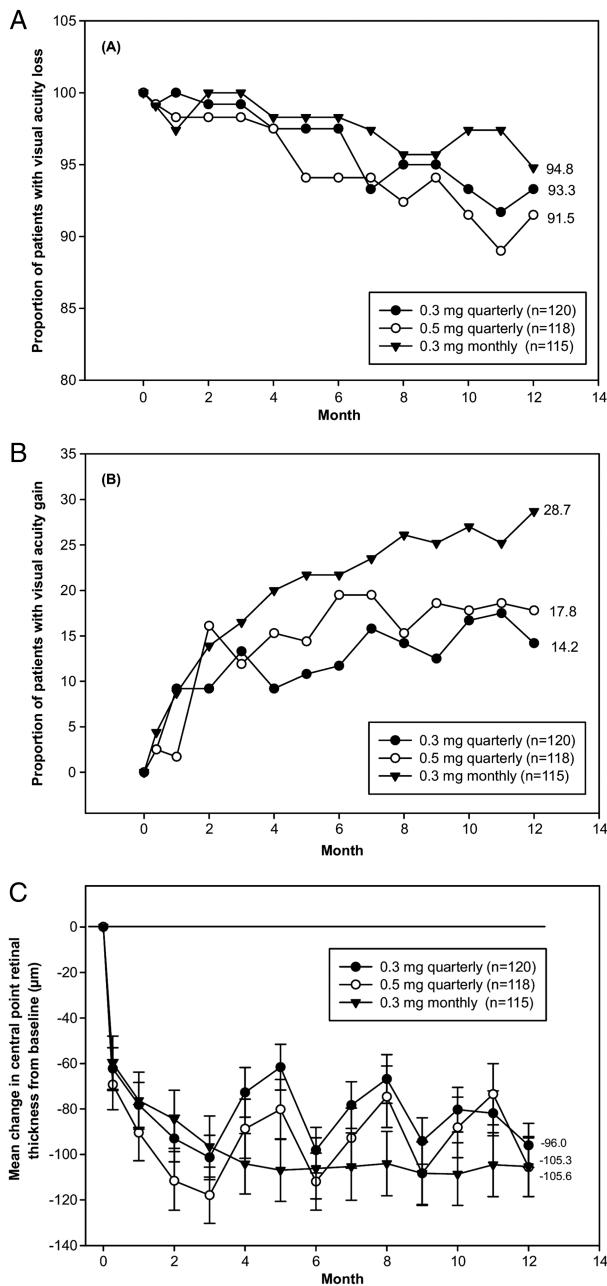 A
(A)
Proportion of patients with visual acuity loss
105
100
95
90
85
80
94.8
93.3
91.5
0.3 mg quarterly (n=120)
0.5 mg quarterly (n=118)
0.3 mg monthly (n=115)
0 2 4 6 8 10 12 14
Month
B
(B)
Proportion of patients with visual acuity gain
35
30
25
20
15
10
5
0
28.7
17.8
14.2
0.3 mg quarterly (n=120)
0.5 mg quarterly (n=118)
0.3 mg monthly (n=115)
0 2 4 6 8 10 12 14
Month
C
Mean change in central point retinal
thickness from baseline (µm)
0
-20
-40
-60
-80
-100
-120
-140
0.3 mg quarterly (n=120)
0.5 mg quarterly (n=118)
0.3 mg monthly (n=115)
-96.0
-105.3
-105.6
0 2 4 6 8 10 12 14
Month